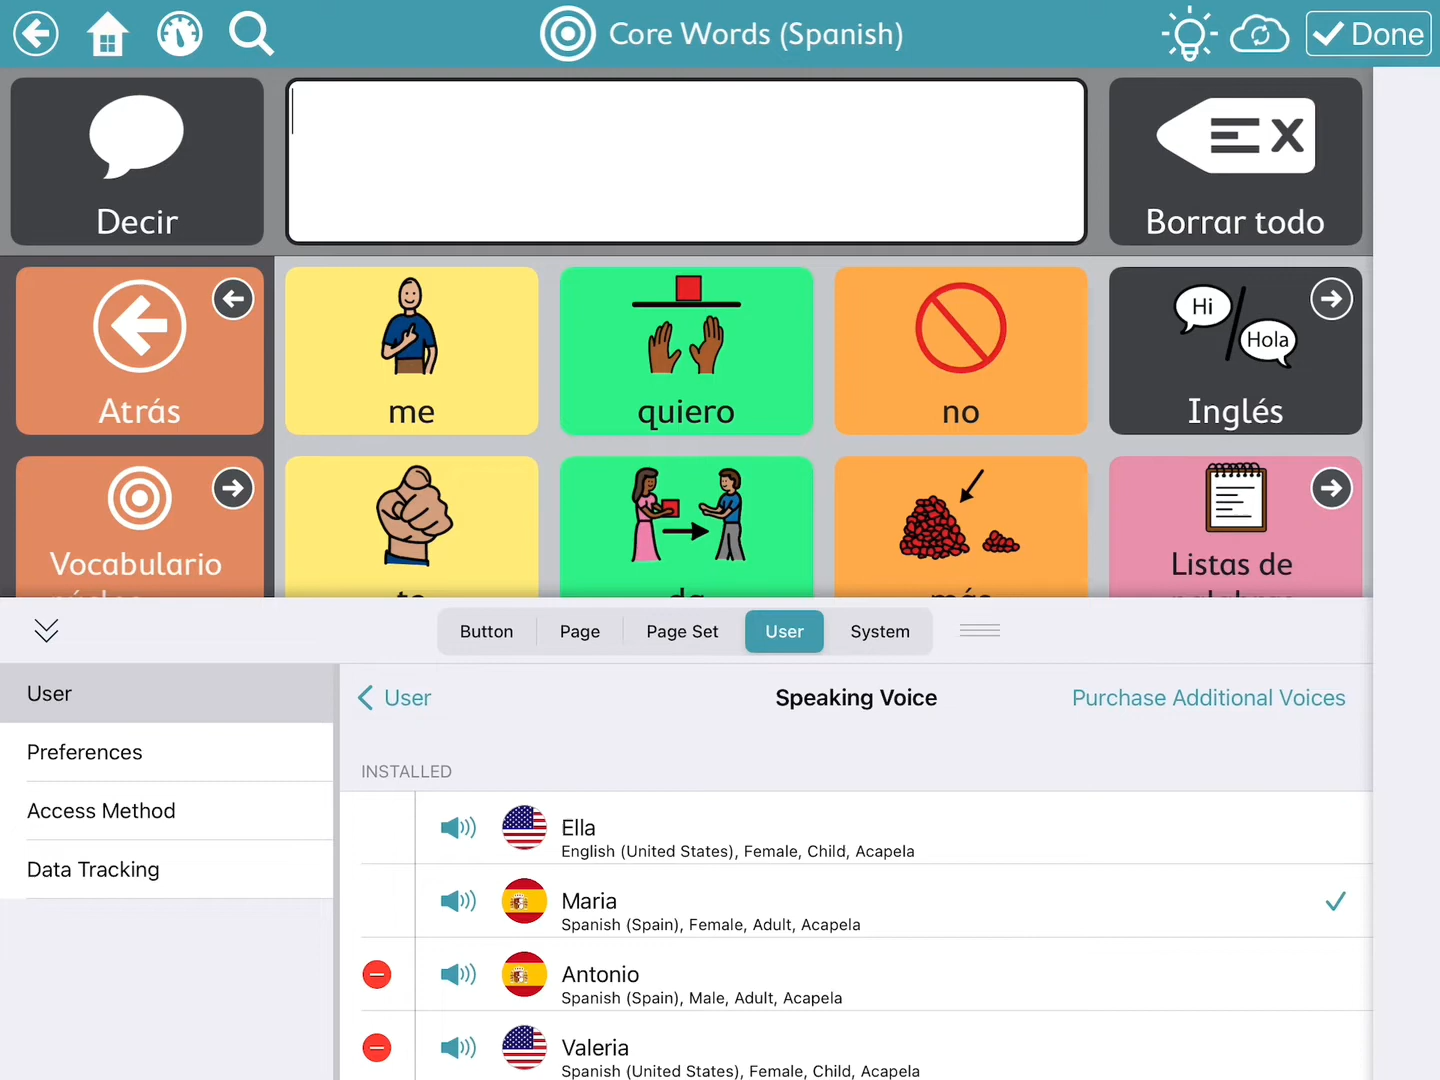 Core Words (Spanish)
Done
Decir
Borrar todo
Atrás
me
quiero
no
Hi
Hola
Inglés
Vocabulario
Listas de
Button
Page
Page Set
User
System
User
Preferences
Access Method
Data Tracking
User
Speaking Voice
Purchase Additional Voices
INSTALLED
Ella
English (United States), Female, Child, Acapela
Maria
Spanish (Spain), Female, Adult, Acapela
Antonio
Spanish (Spain), Male, Adult, Acapela
Valeria
Spanish (United States), Female, Child, Acapela